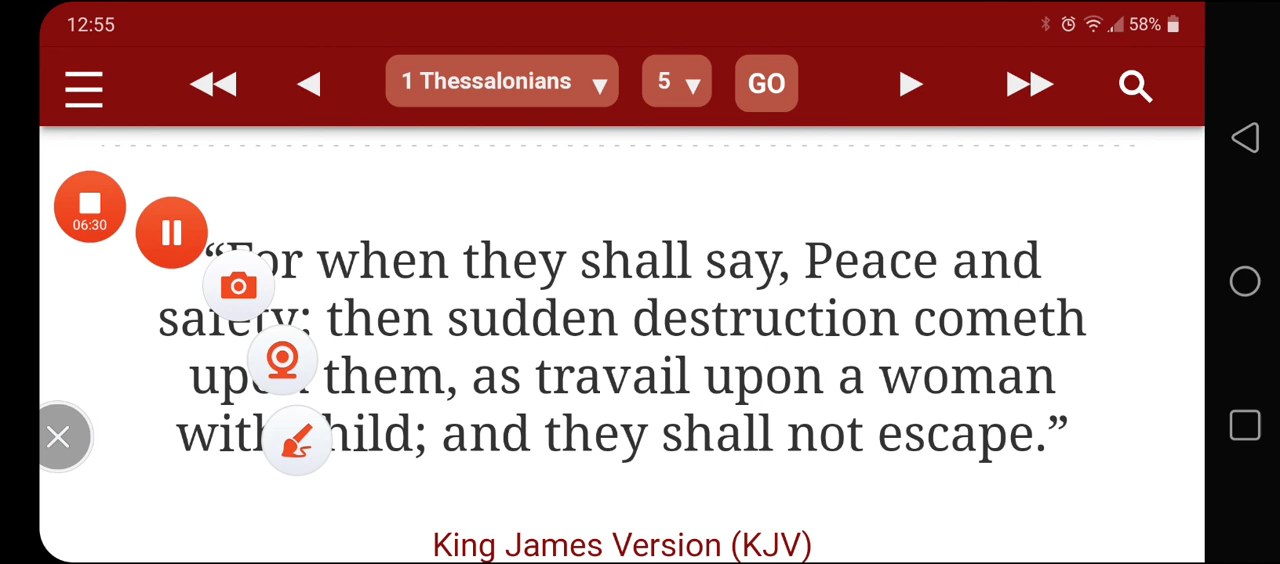 12:55
58%
1 Thessalonians
5
GO
06:30
when they shall say, Peace and
then sudden destruction cometh
them, as travail upon a woman
and they shall not escape.”
King James Version (KJV)